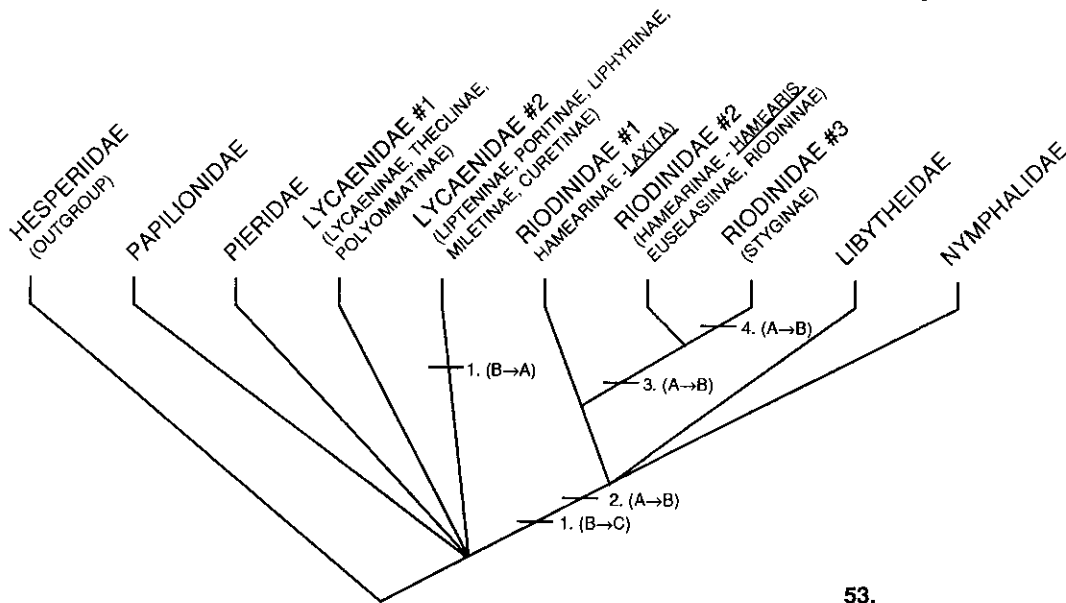 HESPERIIDAE
(OUTGROUP)
PAPILIONIDAE
PIERIDAE
LYCAENIDAE #1
(LYCAENINAE, THECLINAE,
POLYOMMATINAE)
LYCAENIDAE #2
(LIPTENINAE, PORITINAE, LIPHYRINAE,
MILETINAE, CURETINAE)
RIODINIDAE #1
HAMEARINAE -LAXITA)
RIODINIDAE #2
(HAMEARINAE - HAMEARIS,
EUSELASIINAE, RIODININAE)
RIODINIDAE #3
(STYGINAE)
LIBYTHEIDAE
NYMPHALIDAE
4. (A→B)
1. (B→A)
3. (A→B)
2. (A→B)
1. (B→C)
53.